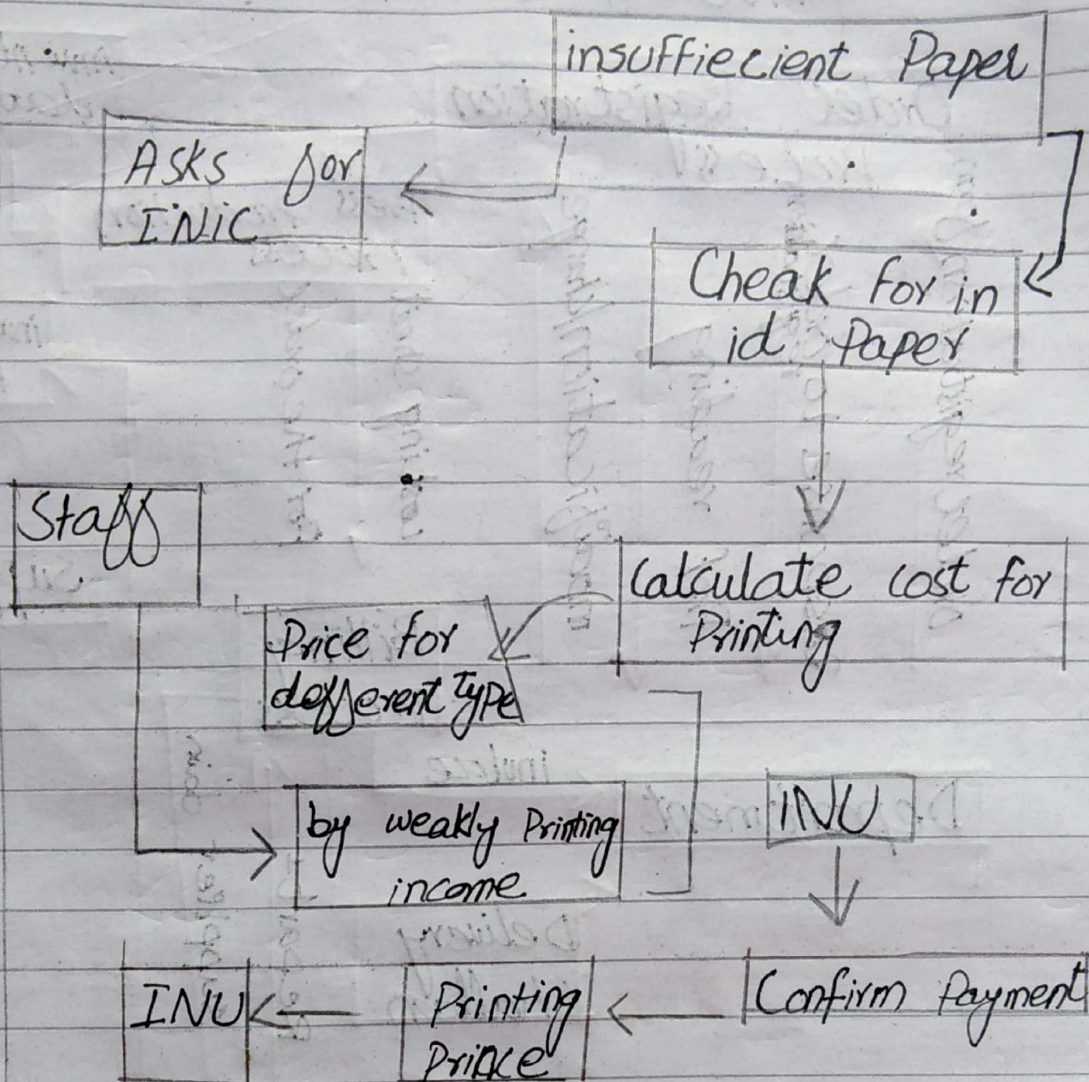 insuffiecient Paper
Asks for
INIC
Cheak for in
id Paper
Staff
Calculate cost for
Printing
Price for
defferent Type
by weakly Printing
income
INU
Confirm Payment
Printing
Prince
INU